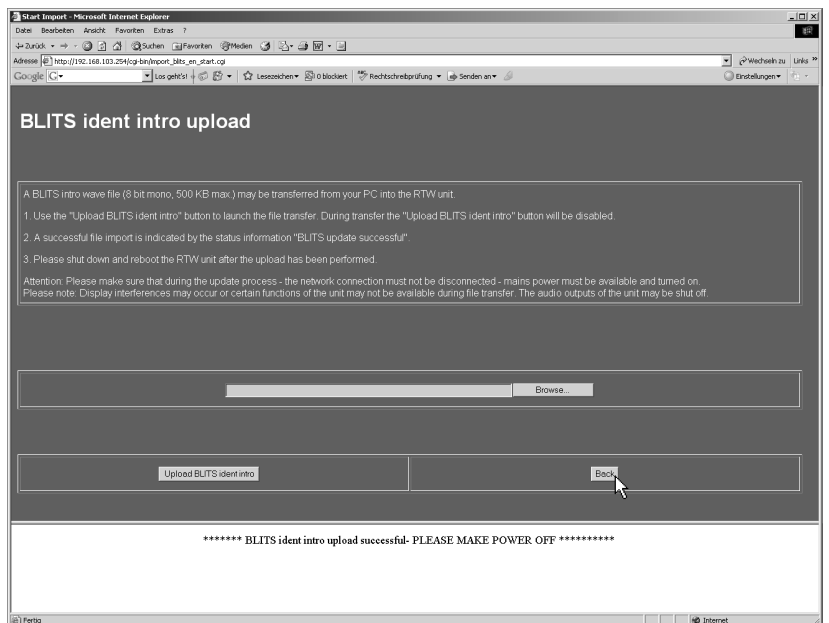 Start Import - Microsoft Internet Explorer
Datei Bearbeiten Ansicht Favoriten Extras ?
Zurück Suchen Favoriten Medien
Adresse http://192.168.103.254/cgi-bin/import_blits_en_start.cgi Wechseln zu Links »
Google G Los geht's! Lesezeichen 0 blockiert ABC Rechtschreibprüfung Senden an Einstellungen
BLITS ident intro upload
A BLITS intro wave file (8 bit mono, 500 KB max.) may be transferred from your PC into the RTW unit.
1. Use the "Upload BLITS ident intro" button to launch the file transfer. During transfer the "Upload BLITS ident intro" button will be disabled.
2. A successful file import is indicated by the status information "BLITS update successful".
3. Please shut down and reboot the RTW unit after the upload has been performed.
Attention: Please make sure that during the update process - the network connection must not be disconnected - mains power must be available and turned on.
Please note: Display interferences may occur or certain functions of the unit may not be available during file transfer. The audio outputs of the unit may be shut off.
Browse...
Upload BLITS ident intro Back
******* BLITS ident intro upload successful- PLEASE MAKE POWER OFF **********
Fertig Internet